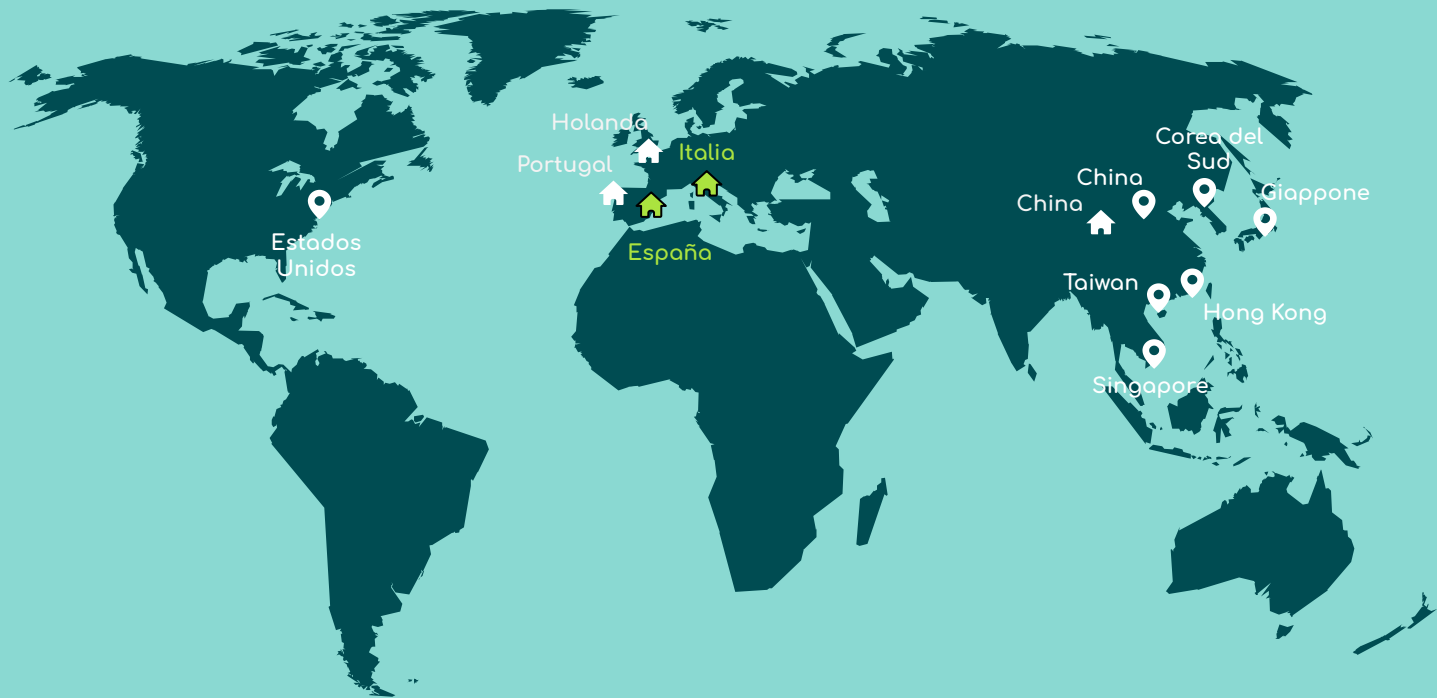 Holanda
Italia
Portugal
España
Estados
Unidos
Corea del
Sud
China
Giappone
China
Taiwan
Hong Kong
Singapore